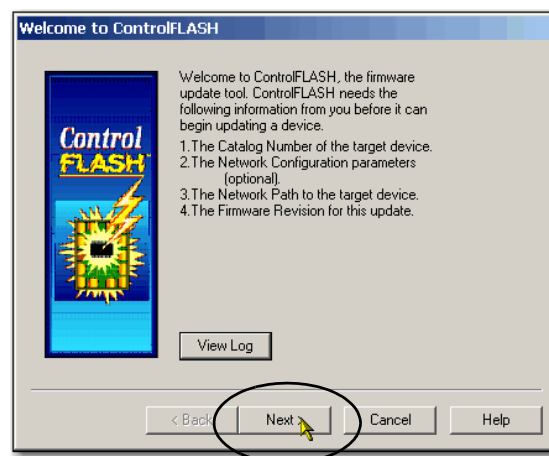 Welcome to ControlFLASH
Control
FLASH™
Welcome to ControlFLASH, the firmware
update tool. ControlFLASH needs the
following information from you before it can
begin updating a device.
1.The Catalog Number of the target device.
2.The Network Configuration parameters
(optional).
3.The Network Path to the target device.
4.The Firmware Revision for this update.
View Log
< Back
Next >
Cancel
Help